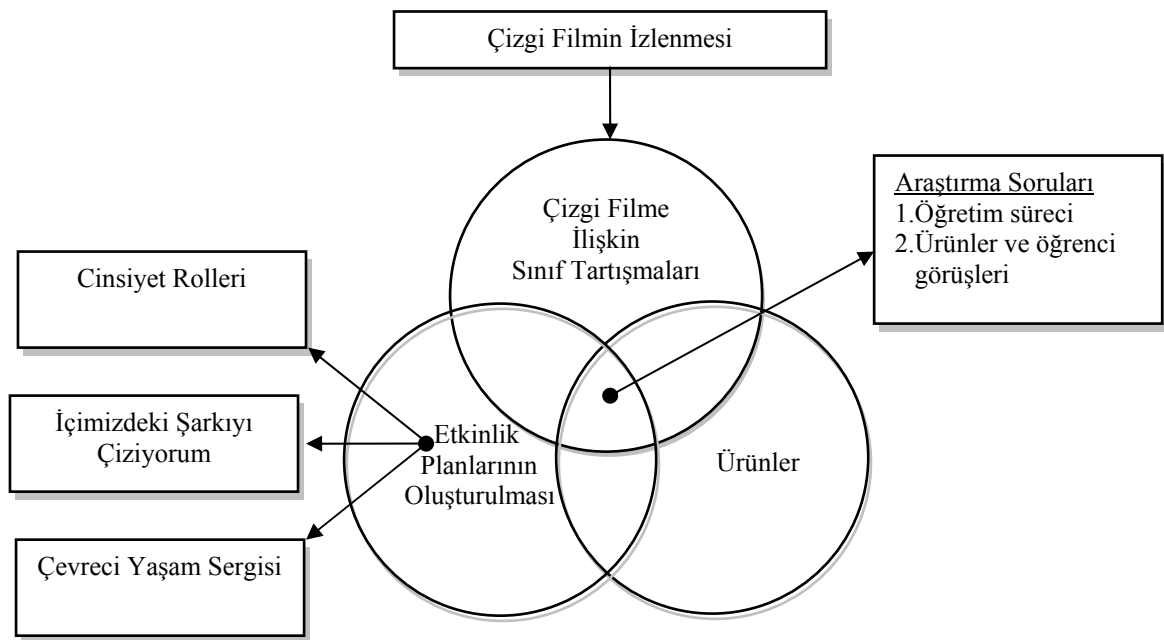 Çizgi Filmin İzlenmesi
Çizgi Filme
İlişkin
Sınıf Tartışmaları
Araştırma Soruları
1.Öğretim süreci
2.Ürünler ve öğrenci
görüşleri
Cinsiyet Rolleri
İçimizdeki Şarkıyı
Çiziyorum
Çevreci Yaşam Sergisi
Etkinlik
Planlarının
Oluşturulması
Ürünler